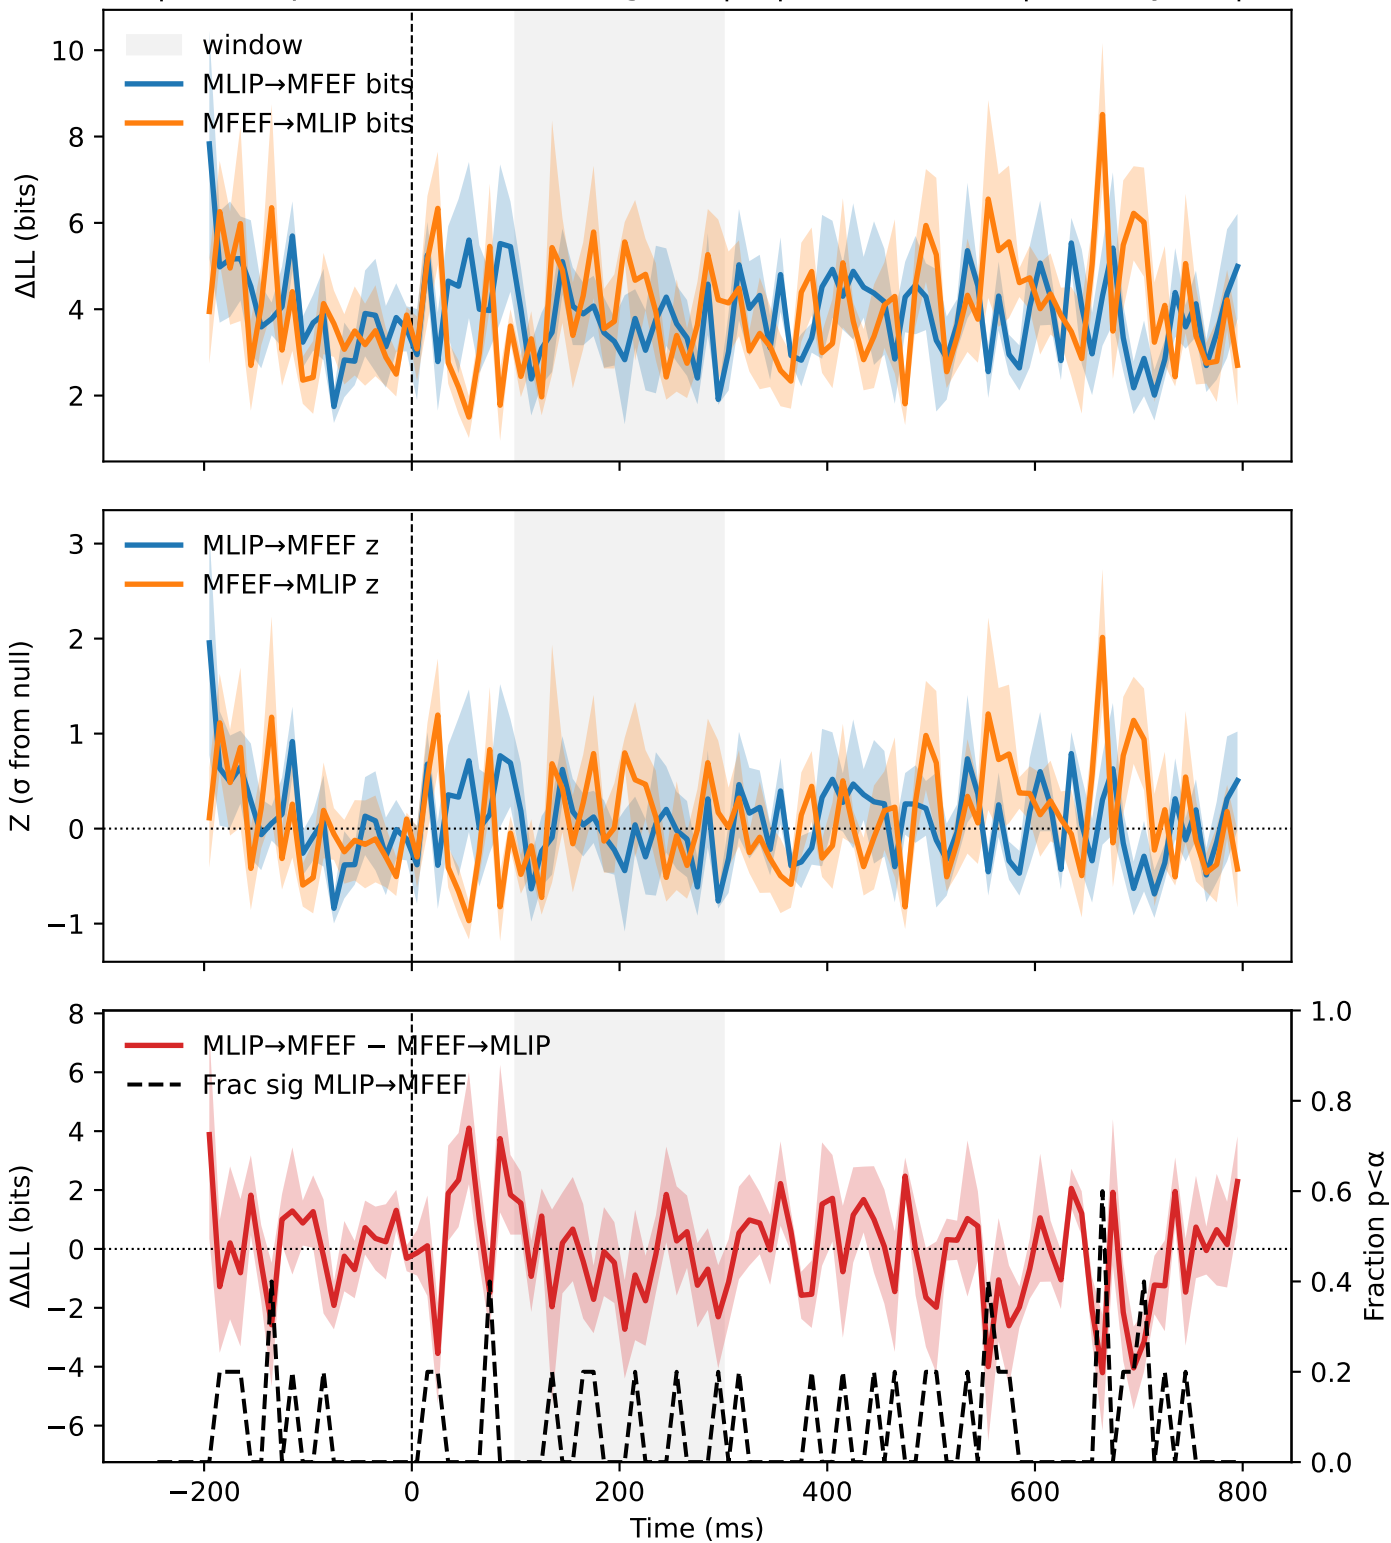 10
8
6
4
2
ΔLL (bits)
window
MLIP→MFEF bits
MFEF→MLIP bits
3
2
1
0
−1
Z (σ from null)
MLIP→MFEF z
MFEF→MLIP z
8
6
4
2
0
−2
−4
−6
ΔΔLL (bits)
MLIP→MFEF − MFEF→MLIP
Frac sig MLIP→MFEF
1.0
0.8
0.6
0.4
0.2
0.0
Fraction p<α
−200 0 200 400 600 800
Time (ms)